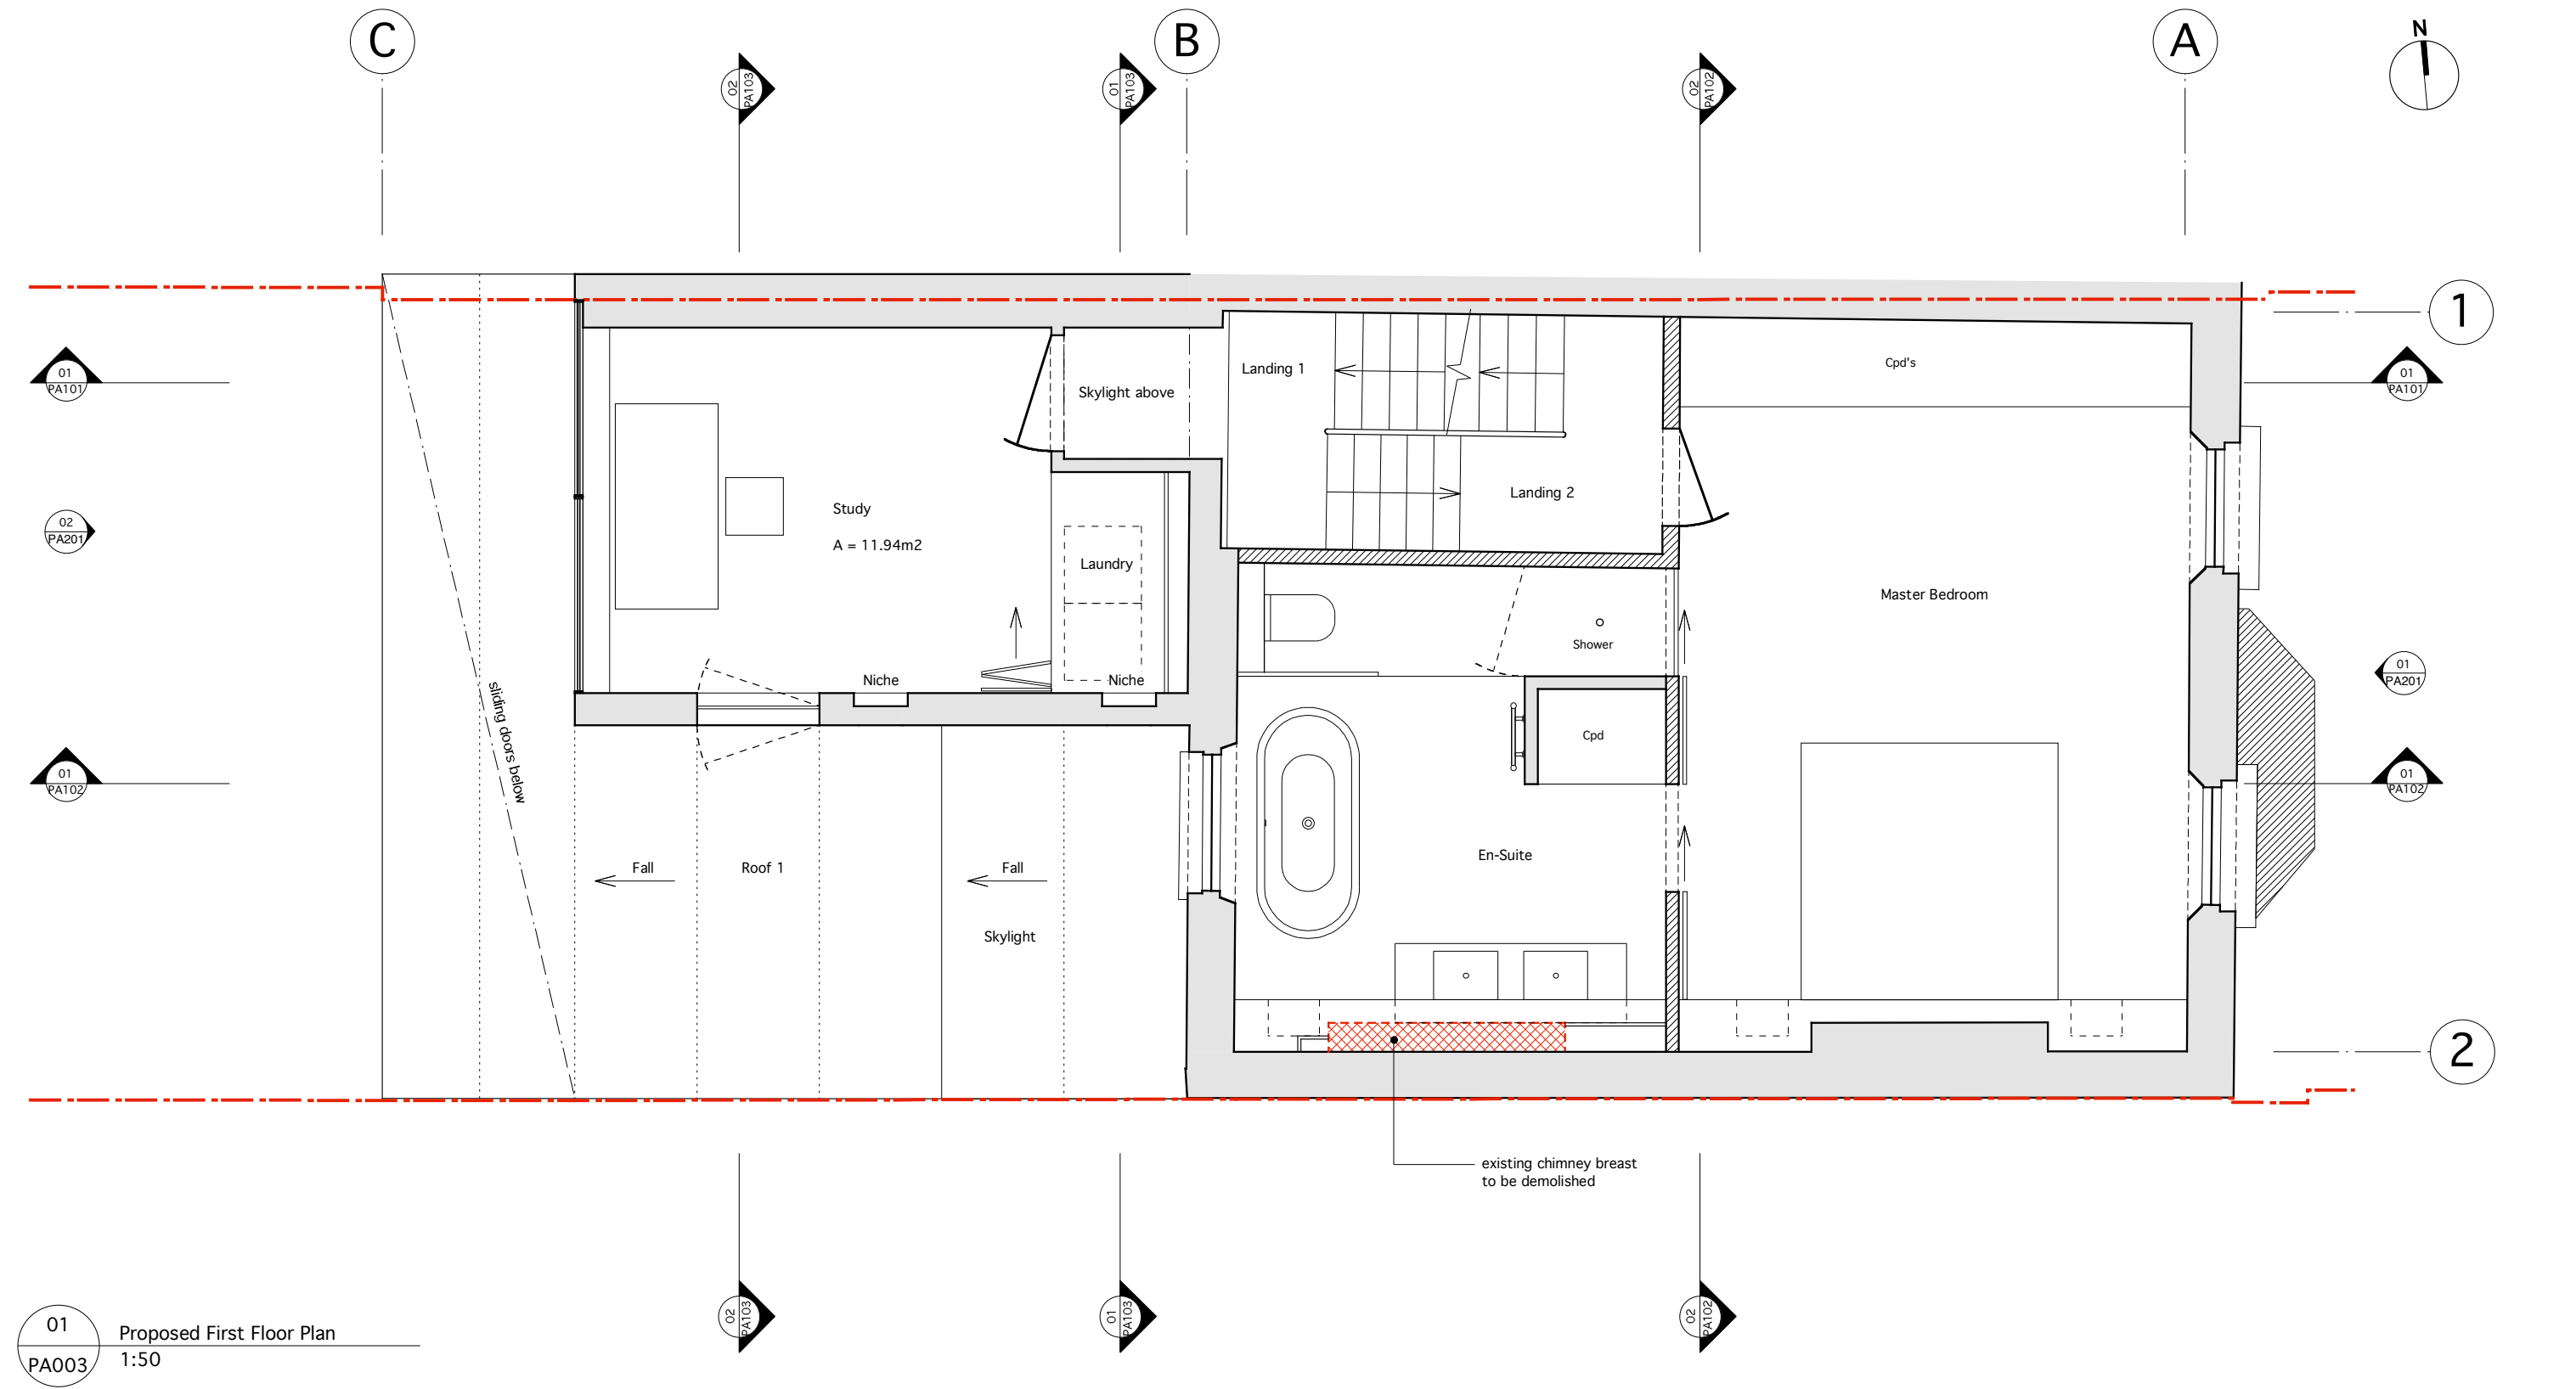 C
B
A
N
02
PA103
01
PA103
02
PA102
1
01
PA101
01
PA101
Cpd's
Landing 1
Skylight above
Landing 2
Study
A = 11.94m2
02
PA201
Laundry
Master Bedroom
Shower
Niche
Niche
01
PA201
sliding doors below
Cpd
01
PA102
01
PA102
En-Suite
Fall
Roof 1
Fall
Skylight
2
existing chimney breast
to be demolished
02
PA103
01
PA103
02
PA102
01
PA003
Proposed First Floor Plan
1:50